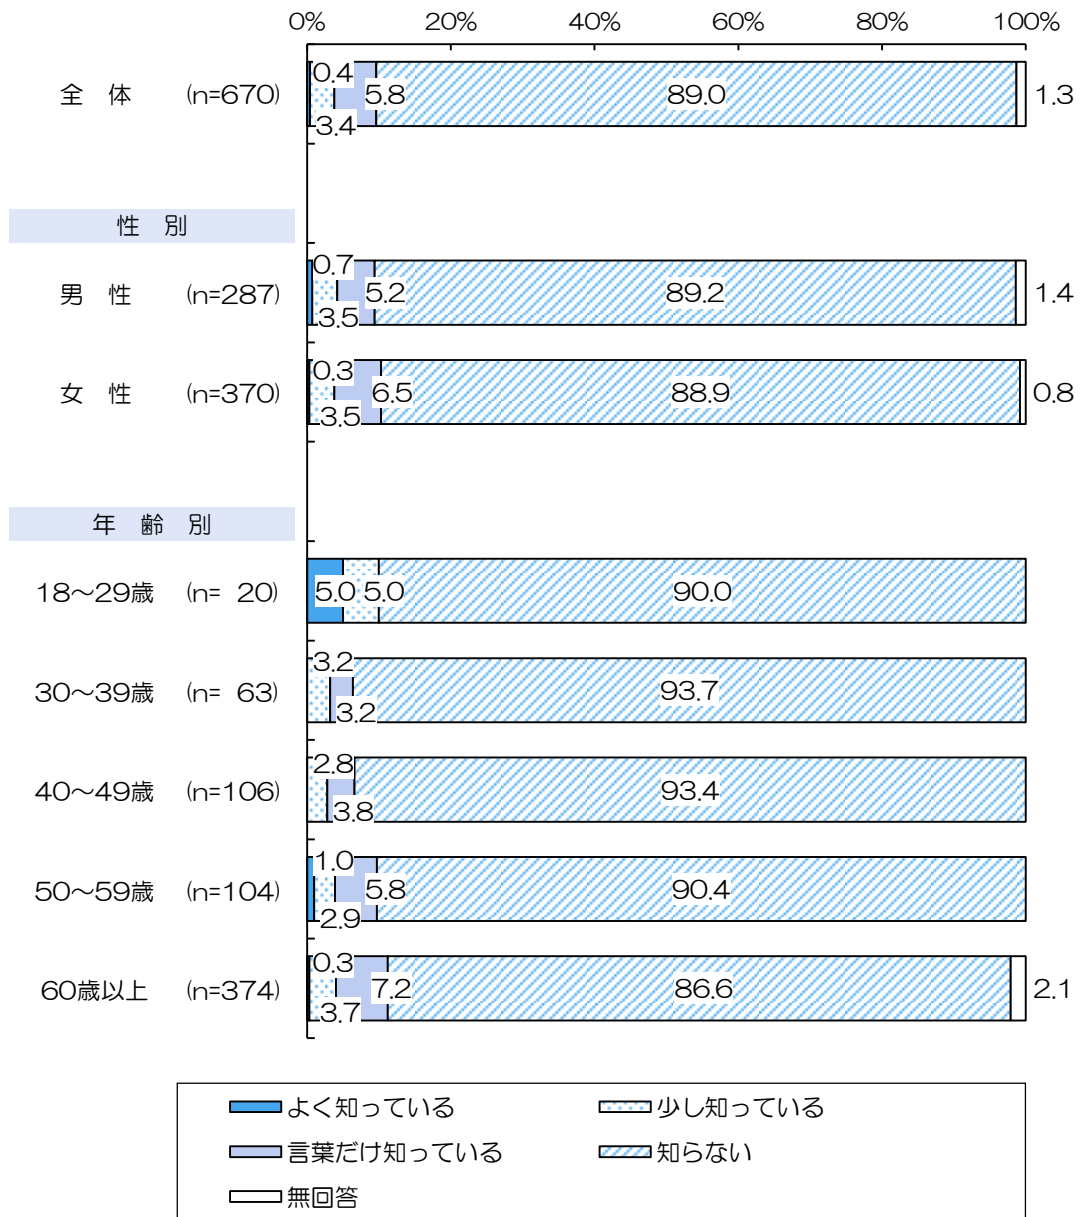 0% 20% 40% 60% 80% 100%
全 体 (n=670) 0.4 3.4 5.8 89.0 1.3
性 別
男 性 (n=287) 0.7 3.5 5.2 89.2 1.4
女 性 (n=370) 0.3 3.5 6.5 88.9 0.8
年 齢 別
18～29歳 (n= 20) 5.0 5.0 90.0
30～39歳 (n= 63) 3.2 3.2 93.7
40～49歳 (n=106) 2.8 3.8 93.4
50～59歳 (n=104) 1.0 2.9 5.8 90.4
60歳以上 (n=374) 0.3 3.7 7.2 86.6 2.1
よく知っている 少し知っている
言葉だけ知っている 知らない
無回答